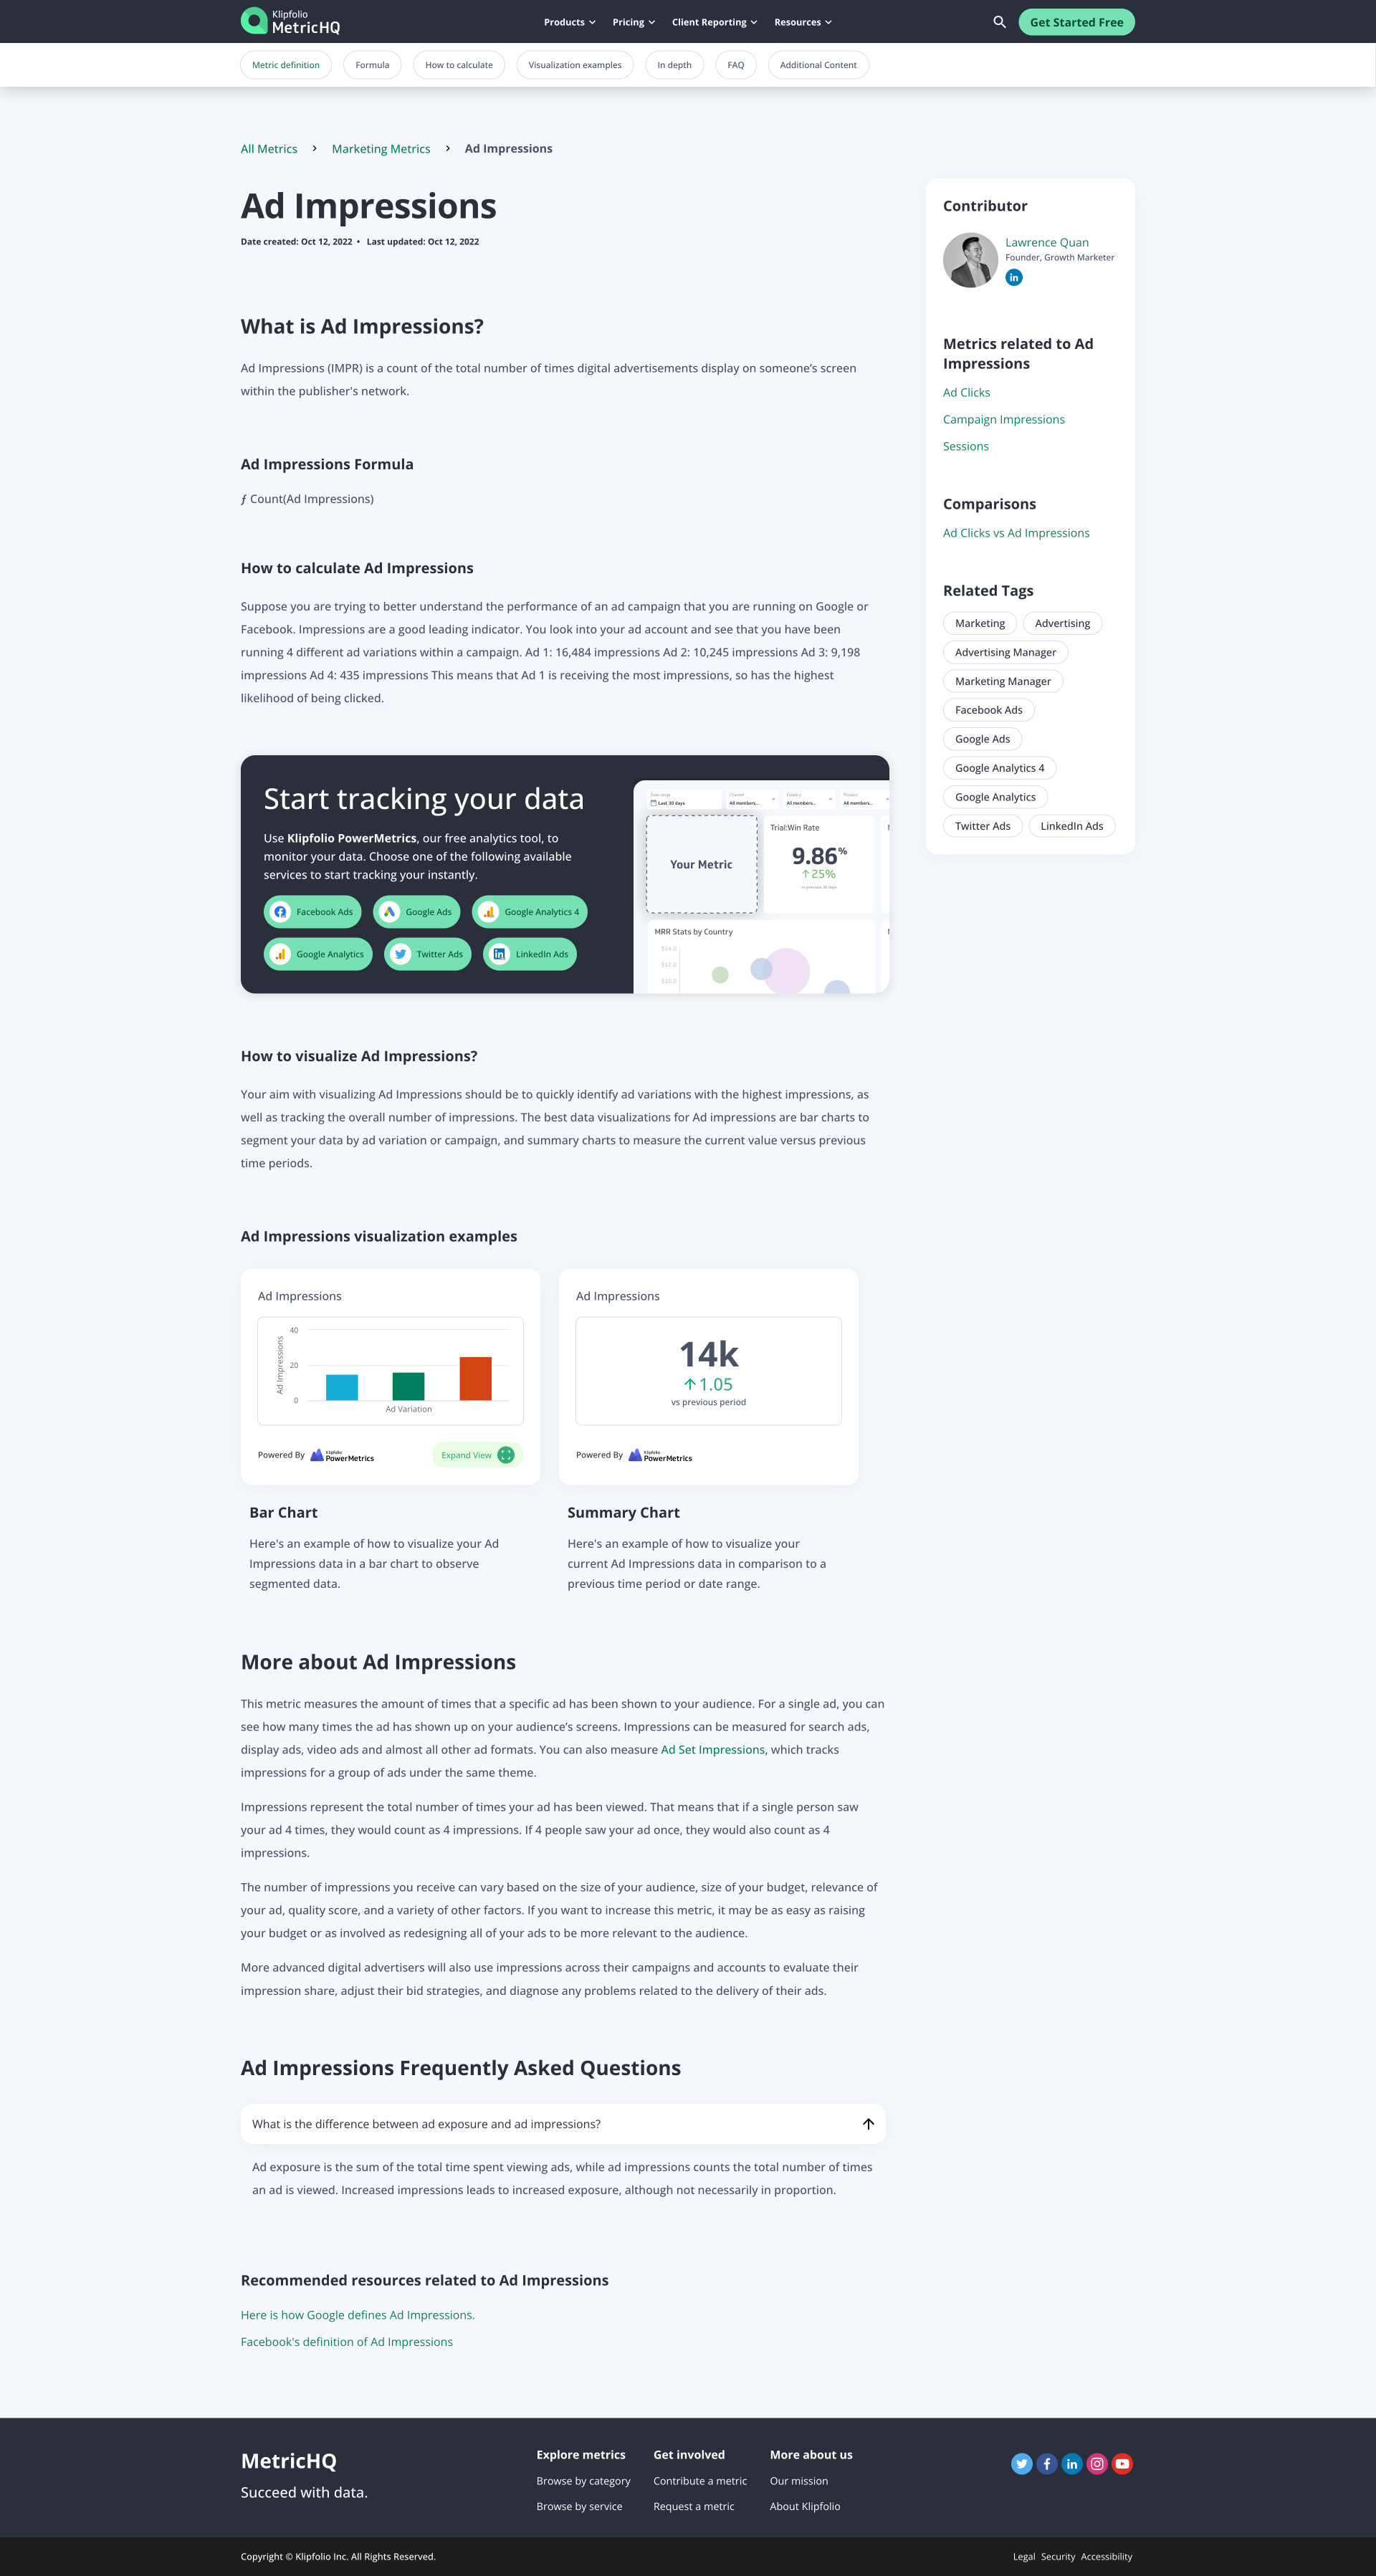 Klipfolio
MetricHQ
Products
Pricing
Client Reporting
Resources
Get Started Free
Metric definition
Formula
How to calculate
Visualization examples
In depth
FAQ
Additional Content
All Metrics
Marketing Metrics
Ad Impressions
Ad Impressions
Date created: Oct 12, 2022 • Last updated: Oct 12, 2022
What is Ad Impressions?
Ad Impressions (IMPR) is a count of the total number of times digital advertisements display on someone’s screen
within the publisher's network.
Ad Impressions Formula
ƒ Count(Ad Impressions)
How to calculate Ad Impressions
Suppose you are trying to better understand the performance of an ad campaign that you are running on Google or
Facebook. Impressions are a good leading indicator. You look into your ad account and see that you have been
running 4 different ad variations within a campaign. Ad 1: 16,484 impressions Ad 2: 10,245 impressions Ad 3: 9,198
impressions Ad 4: 435 impressions This means that Ad 1 is receiving the most impressions, so has the highest
likelihood of being clicked.
Start tracking your data
Use Klipfolio PowerMetrics, our free analytics tool, to
monitor your data. Choose one of the following available
services to start tracking your instantly.
Facebook Ads
Google Ads
Google Analytics 4
Google Analytics
Twitter Ads
LinkedIn Ads
Date range
Last 30 days
Channel
All members...
Country
All members...
Product
All members...
Your Metric
Trial:Win Rate
9.86%
↑25%
vs previous 30 days
MRR Stats by Country
$14.0
$12.0
$10.0
How to visualize Ad Impressions?
Your aim with visualizing Ad Impressions should be to quickly identify ad variations with the highest impressions, as
well as tracking the overall number of impressions. The best data visualizations for Ad impressions are bar charts to
segment your data by ad variation or campaign, and summary charts to measure the current value versus previous
time periods.
Ad Impressions visualization examples
Ad Impressions
Ad Impressions
40
20
0
Ad Variation
Powered By
Klipfolio
PowerMetrics
Expand View
Bar Chart
Here's an example of how to visualize your Ad
Impressions data in a bar chart to observe
segmented data.
Ad Impressions
14k
↑1.05
vs previous period
Powered By
Klipfolio
PowerMetrics
Summary Chart
Here's an example of how to visualize your
current Ad Impressions data in comparison to a
previous time period or date range.
More about Ad Impressions
This metric measures the amount of times that a specific ad has been shown to your audience. For a single ad, you can
see how many times the ad has shown up on your audience’s screens. Impressions can be measured for search ads,
display ads, video ads and almost all other ad formats. You can also measure Ad Set Impressions, which tracks
impressions for a group of ads under the same theme.
Impressions represent the total number of times your ad has been viewed. That means that if a single person saw
your ad 4 times, they would count as 4 impressions. If 4 people saw your ad once, they would also count as 4
impressions.
The number of impressions you receive can vary based on the size of your audience, size of your budget, relevance of
your ad, quality score, and a variety of other factors. If you want to increase this metric, it may be as easy as raising
your budget or as involved as redesigning all of your ads to be more relevant to the audience.
More advanced digital advertisers will also use impressions across their campaigns and accounts to evaluate their
impression share, adjust their bid strategies, and diagnose any problems related to the delivery of their ads.
Ad Impressions Frequently Asked Questions
What is the difference between ad exposure and ad impressions?
Ad exposure is the sum of the total time spent viewing ads, while ad impressions counts the total number of times
an ad is viewed. Increased impressions leads to increased exposure, although not necessarily in proportion.
Recommended resources related to Ad Impressions
Here is how Google defines Ad Impressions.
Facebook's definition of Ad Impressions
Contributor
Lawrence Quan
Founder, Growth Marketer
Metrics related to Ad
Impressions
Ad Clicks
Campaign Impressions
Sessions
Comparisons
Ad Clicks vs Ad Impressions
Related Tags
Marketing
Advertising
Advertising Manager
Marketing Manager
Facebook Ads
Google Ads
Google Analytics 4
Google Analytics
Twitter Ads
LinkedIn Ads
MetricHQ
Succeed with data.
Explore metrics
Browse by category
Browse by service
Get involved
Contribute a metric
Request a metric
More about us
Our mission
About Klipfolio
Copyright © Klipfolio Inc. All Rights Reserved.
Legal
Security
Accessibility